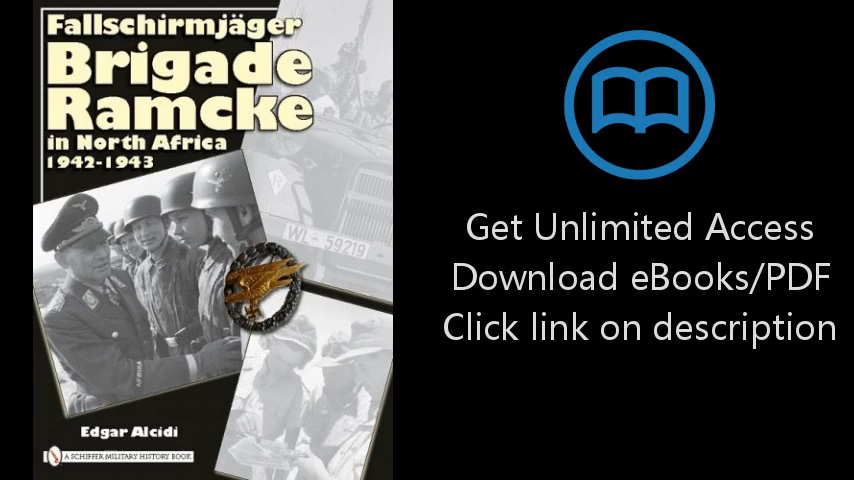 Fallschirmjäger
Brigade
Ramcke
in North Africa
1942-1943
WL-59219
Edgar Alcidi
A SCHIFFER MILITARY HISTORY BOOK
Get Unlimited Access
Download eBooks/PDF
Click link on description